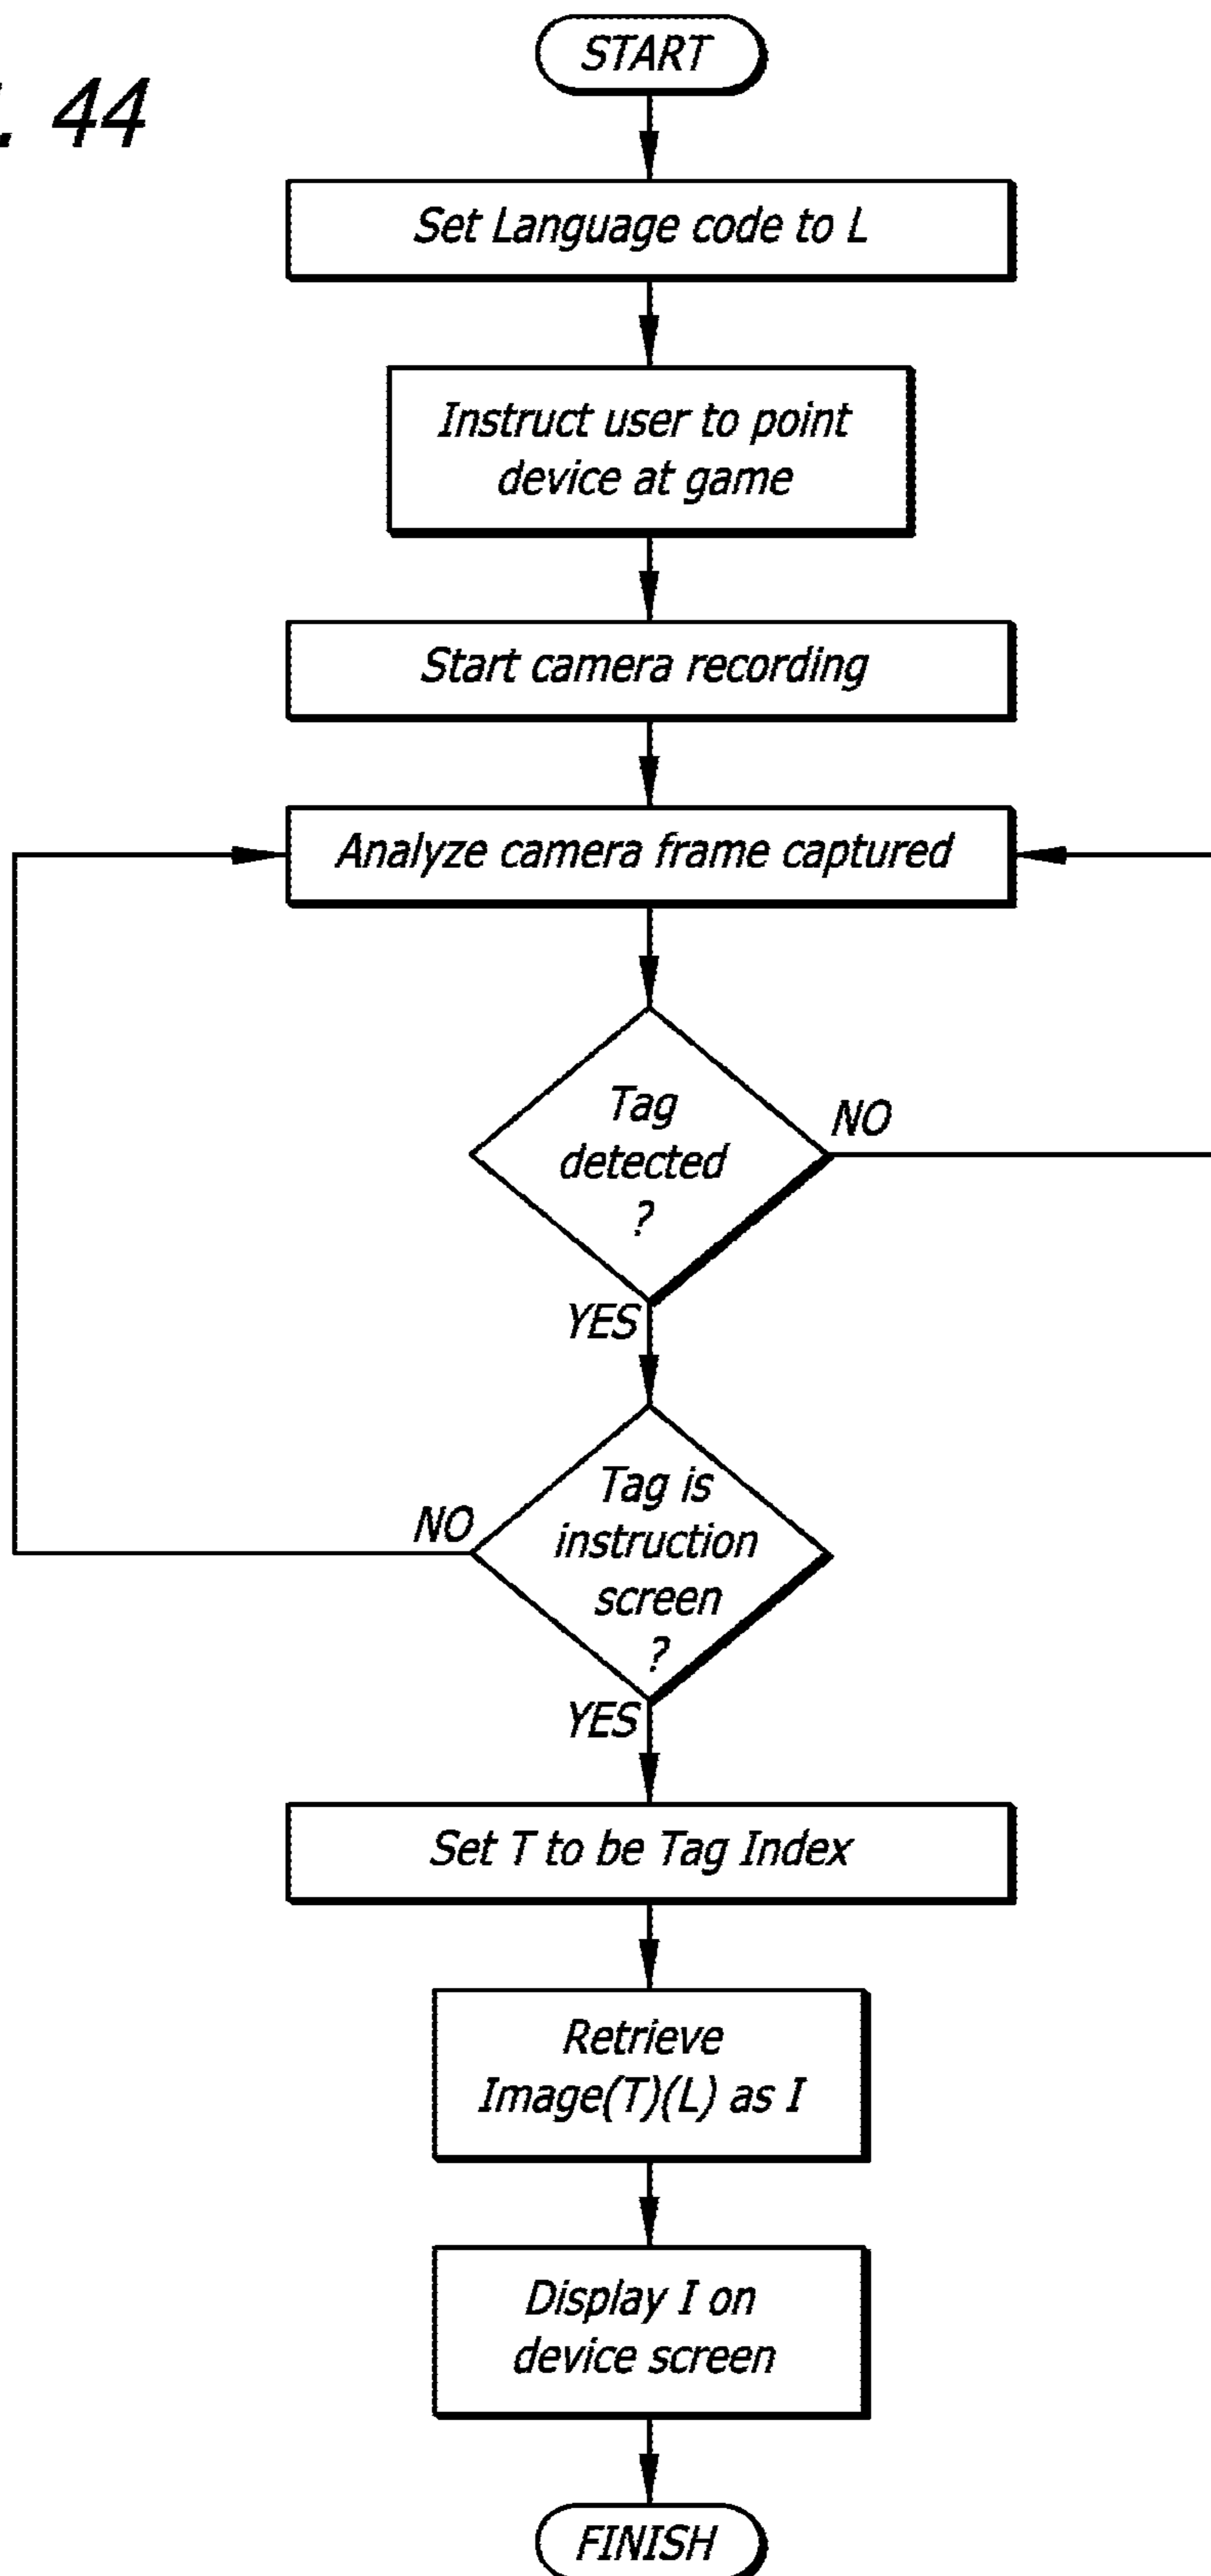 . 44
START
Set Language code to L
Instruct user to point
device at game
Start camera recording
Analyze camera frame captured
Tag
detected
?
NO
YES
Tag is
instruction
screen
?
NO
YES
Set T to be Tag Index
Retrieve
Image(T)(L) as I
Display I on
device screen
FINISH